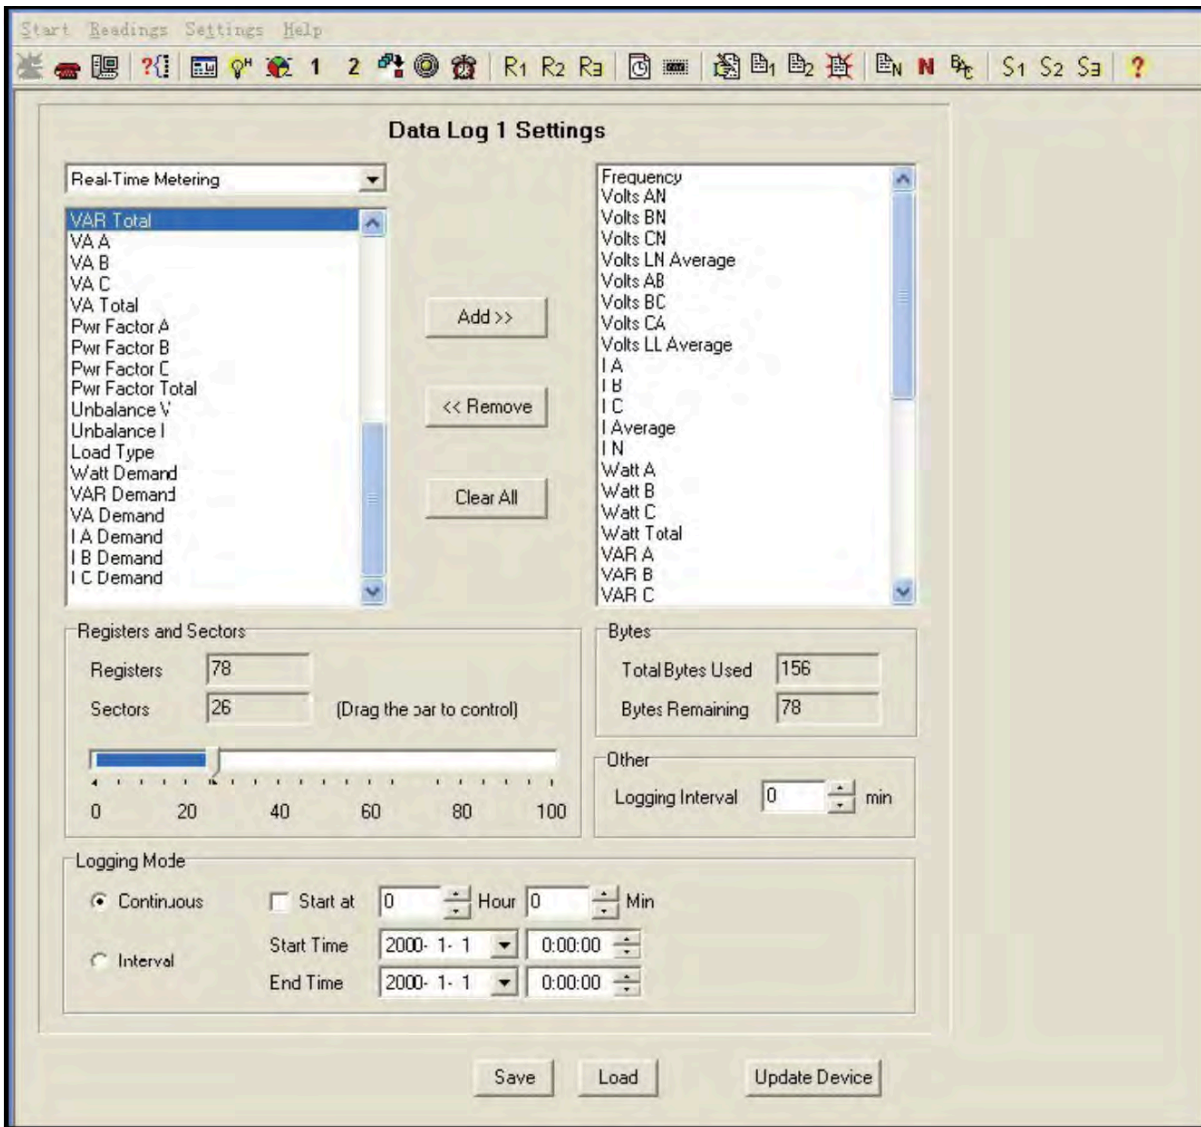 Start Readings Settings Help
?{} H 1 2 R1 R2 R3 1 2 N N S1 S2 S3 ?
Data Log 1 Settings
Real-Time Metering
VAR Total
VA A
VA B
VA C
VA Total
Pwr Factor A
Pwr Factor B
Pwr Factor C
Pwr Factor Total
Unbalance V
Unbalance I
Load Type
Watt Demand
VAR Demand
VA Demand
I A Demand
I B Demand
I C Demand
Add >>
<< Remove
Clear All
Frequency
Volts AN
Volts BN
Volts CN
Volts LN Average
Volts AB
Volts BC
Volts CA
Volts LL Average
I A
I B
I C
I Average
I N
Watt A
Watt B
Watt C
Watt Total
VAR A
VAR B
VAR C
Registers and Sectors
Registers 78
Sectors 26 (Drag the bar to control)
0 20 40 60 80 100
Bytes
Total Bytes Used 156
Bytes Remaining 78
Other
Logging Interval 0 min
Logging Mode
Continuous Start at 0 Hour 0 Min
Interval
Start Time 2000- 1- 1 0:00:00
End Time 2000- 1- 1 0:00:00
Save Load Update Device